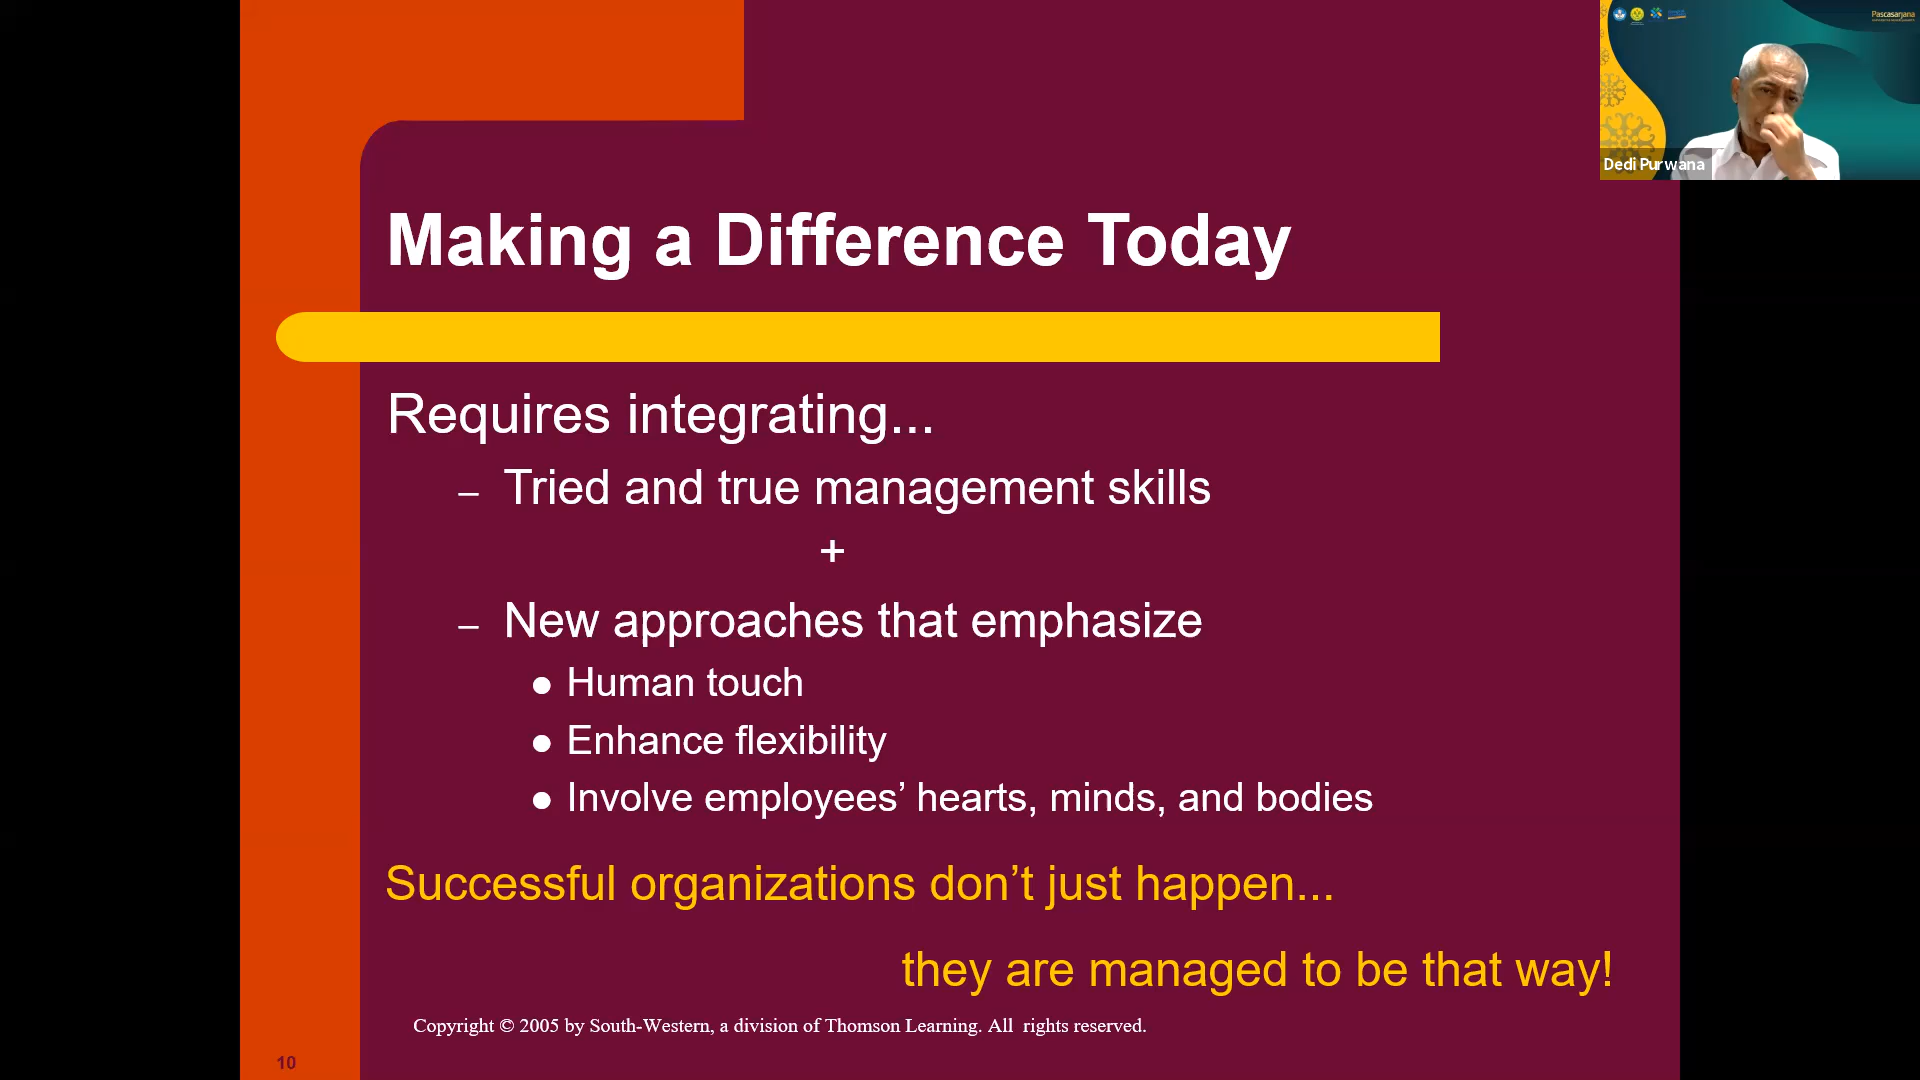 Pascasarjana
Dedi Purwana
Making a Difference Today
Requires integrating...
– Tried and true management skills
+
– New approaches that emphasize
● Human touch
● Enhance flexibility
● Involve employees’ hearts, minds, and bodies
Successful organizations don’t just happen...
they are managed to be that way!
Copyright © 2005 by South-Western, a division of Thomson Learning. All rights reserved.
10